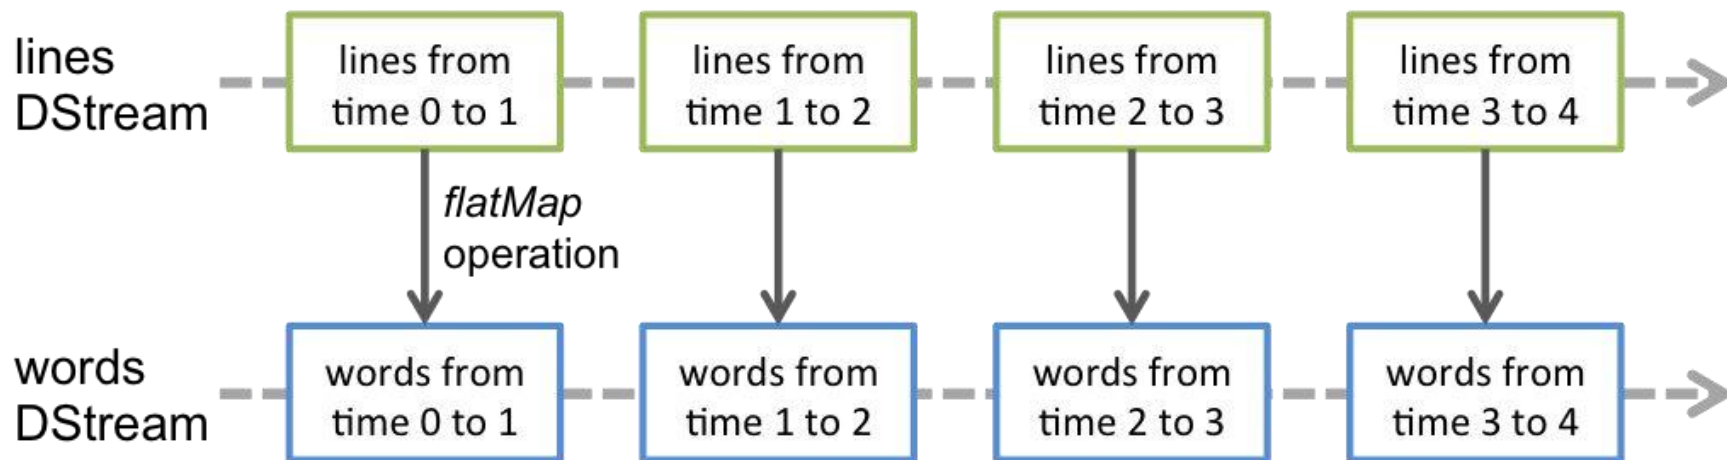 lines
DStream
lines from
time 0 to 1
lines from
time 1 to 2
lines from
time 2 to 3
lines from
time 3 to 4
flatMap
operation
words
DStream
words from
time 0 to 1
words from
time 1 to 2
words from
time 2 to 3
words from
time 3 to 4